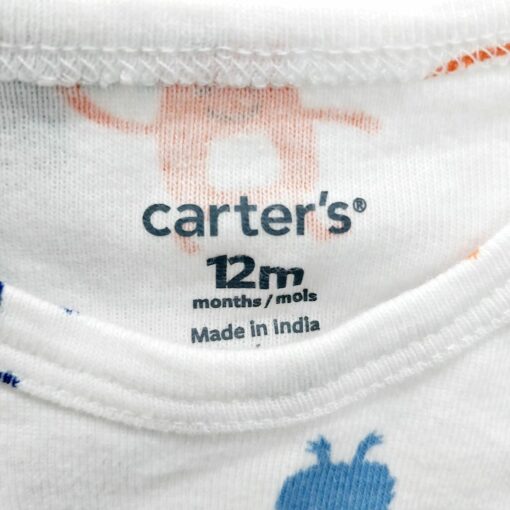 carter's®
12m
months/mois
Made in India